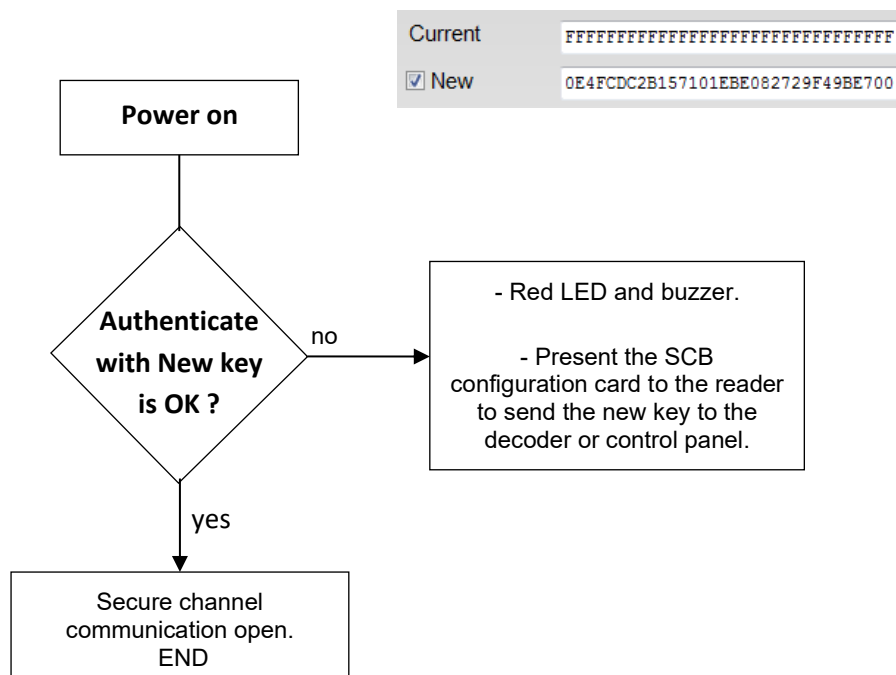 Current FFFFFFFFFFFFFFFFFFFFFFFFFFFFFFFF
New 0E4FCDC2B157101EBE082729F49BE700
Power on
Authenticate
with New key
is OK ?
no
- Red LED and buzzer.
- Present the SCB
configuration card to the reader
to send the new key to the
decoder or control panel.
yes
Secure channel
communication open.
END